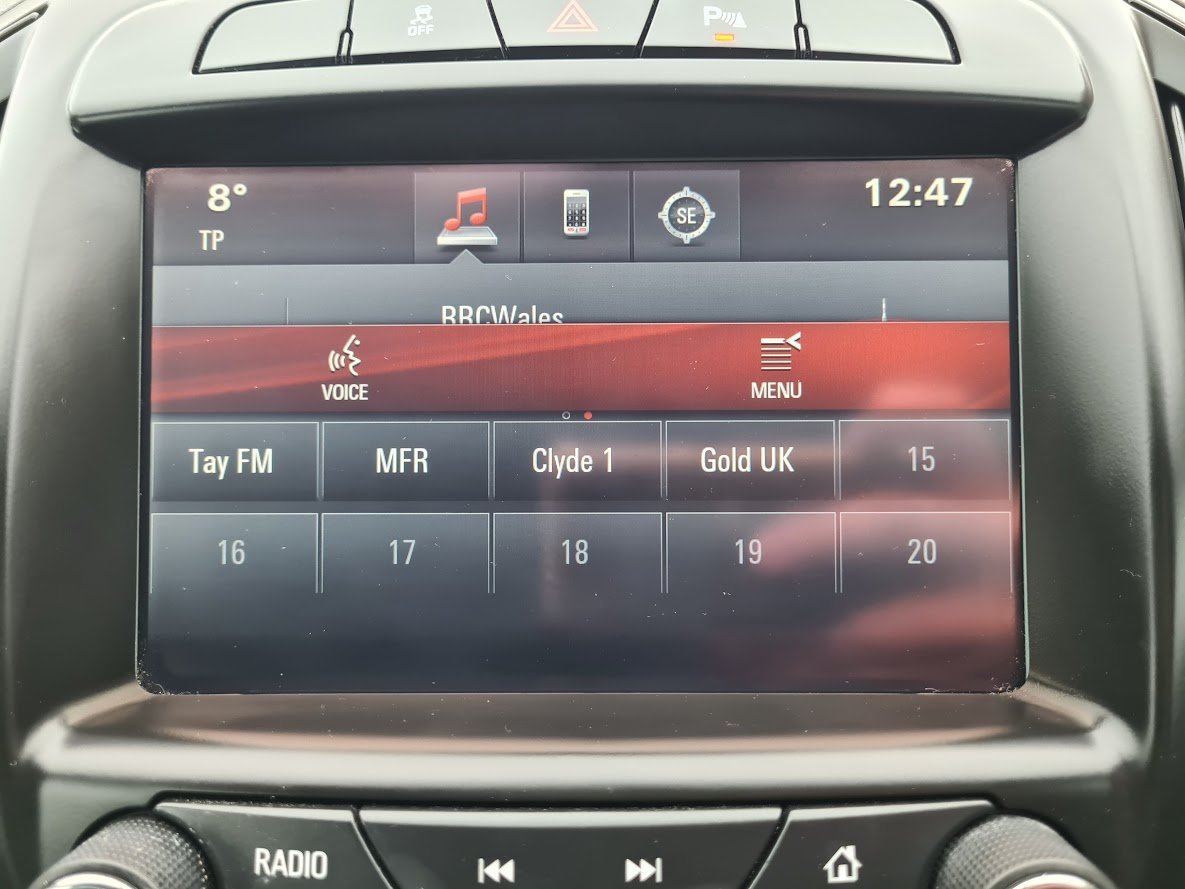 OFF
P
8° 12:47
TP
SE
BBCWales
VOICE MENU
Tay FM MFR Clyde 1 Gold UK 15
16 17 18 19 20
RADIO